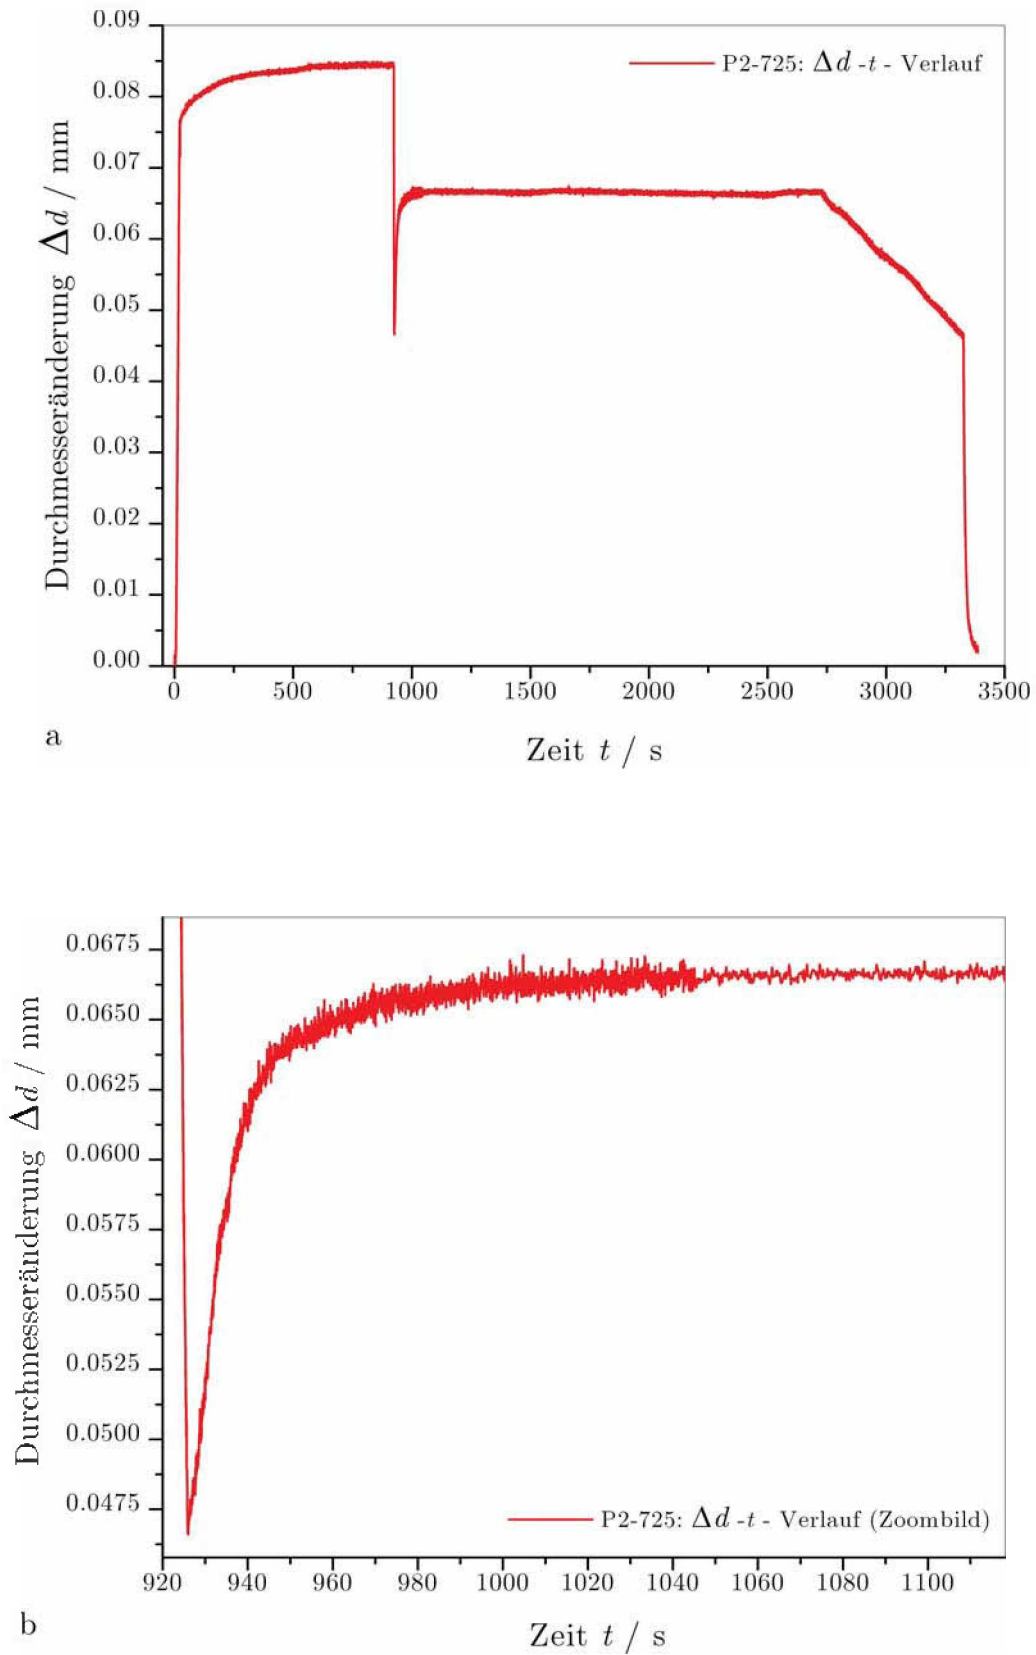 0.09
0.08
0.07
0.06
0.05
0.04
0.03
0.02
0.01
0.00
Durchmesseränderung Δd / mm
P2-725: Δd -t - Verlauf
0 500 1000 1500 2000 2500 3000 3500
a
Zeit t / s
0.0675
0.0650
0.0625
0.0600
0.0575
0.0550
0.0525
0.0500
0.0475
Durchmesseränderung Δd / mm
P2-725: Δd -t - Verlauf (Zoombild)
920 940 960 980 1000 1020 1040 1060 1080 1100
b
Zeit t / s